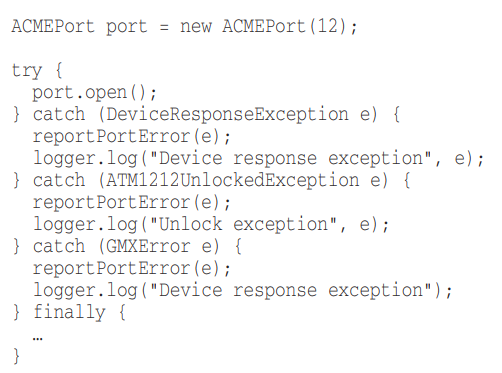 ACMEPort port = new ACMEPort(12);
try {
port.open();
} catch (DeviceResponseException e) {
reportPortError(e);
logger.log("Device response exception", e);
} catch (ATM1212UnlockedException e) {
reportPortError(e);
logger.log("Unlock exception", e);
} catch (GMXError e) {
reportPortError(e);
logger.log("Device response exception");
} finally {
…
}